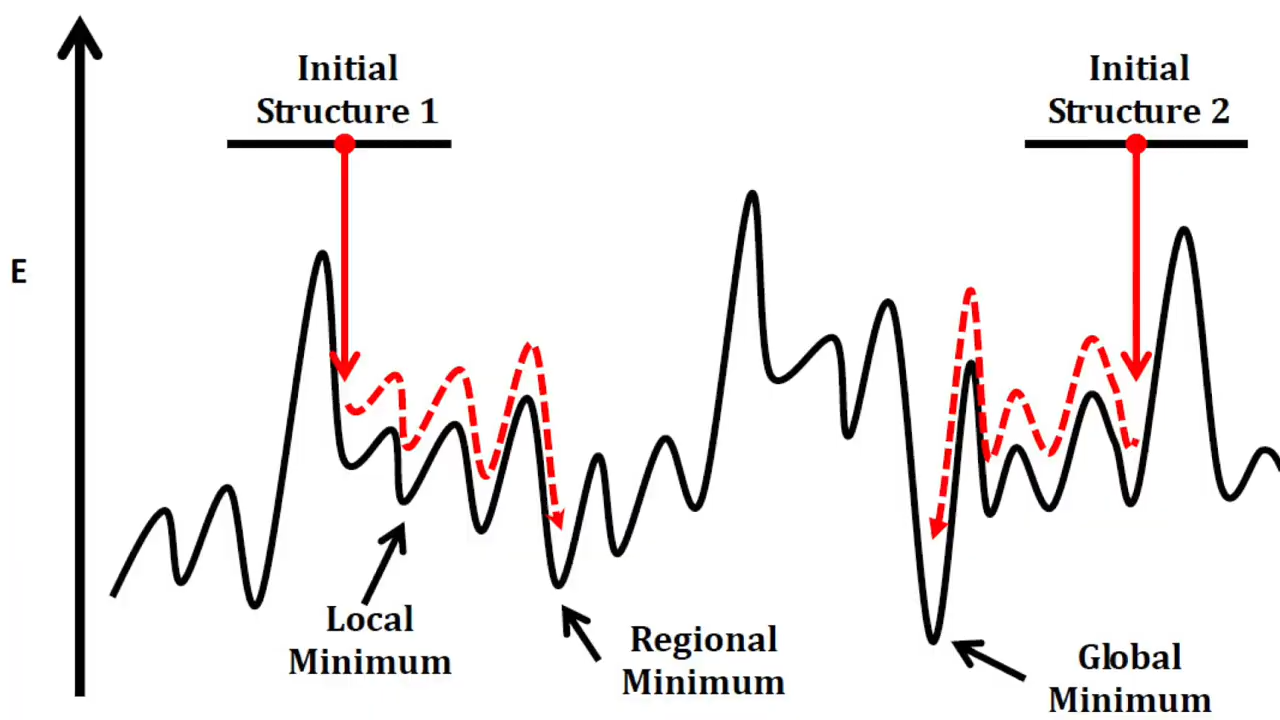 Initial
Structure 1
Initial
Structure 2
E
Local
Minimum
Regional
Minimum
Global
Minimum